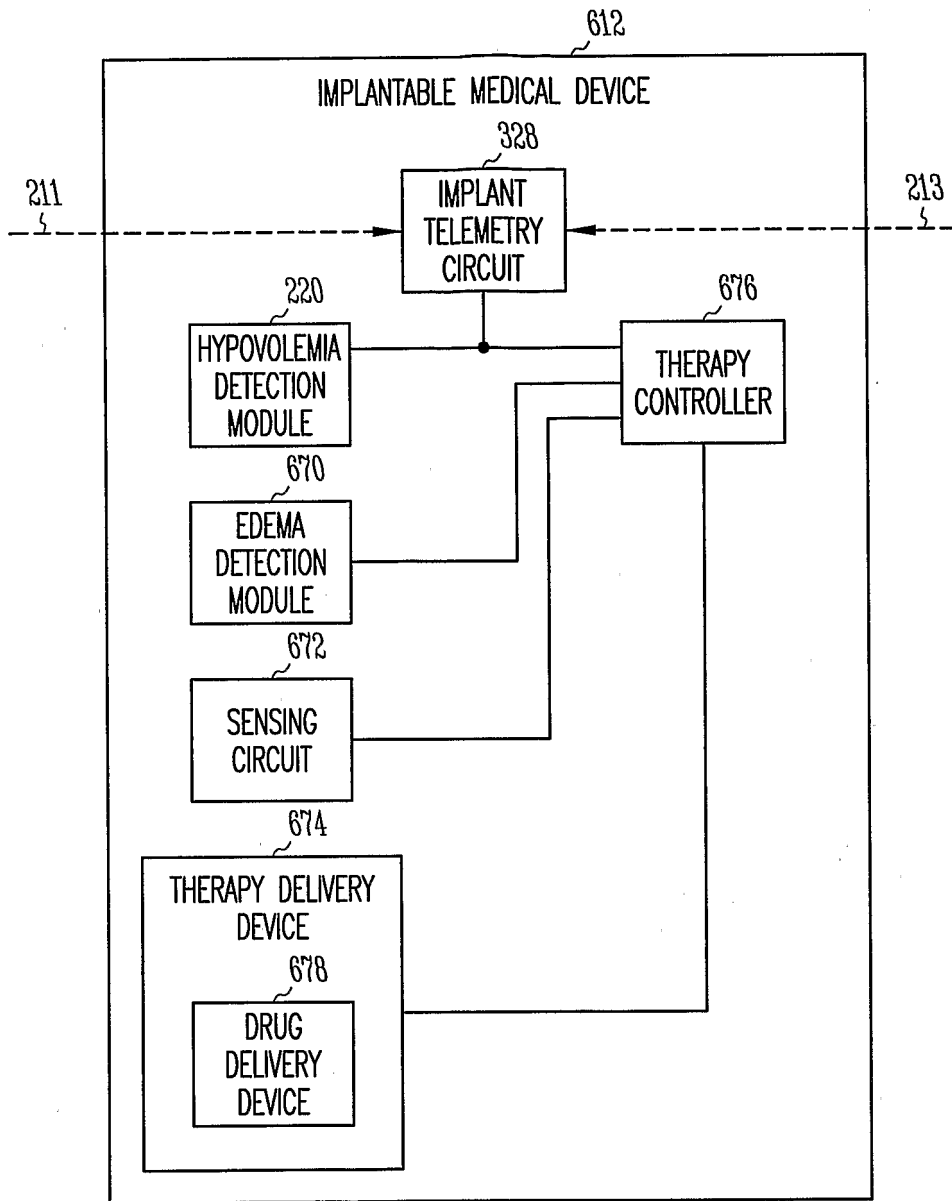 612
IMPLANTABLE MEDICAL DEVICE
328
IMPLANT
TELEMETRY
CIRCUIT
211
213
220
HYPOVOLEMIA
DETECTION
MODULE
676
THERAPY
CONTROLLER
670
EDEMA
DETECTION
MODULE
672
SENSING
CIRCUIT
674
THERAPY DELIVERY
DEVICE
678
DRUG
DELIVERY
DEVICE